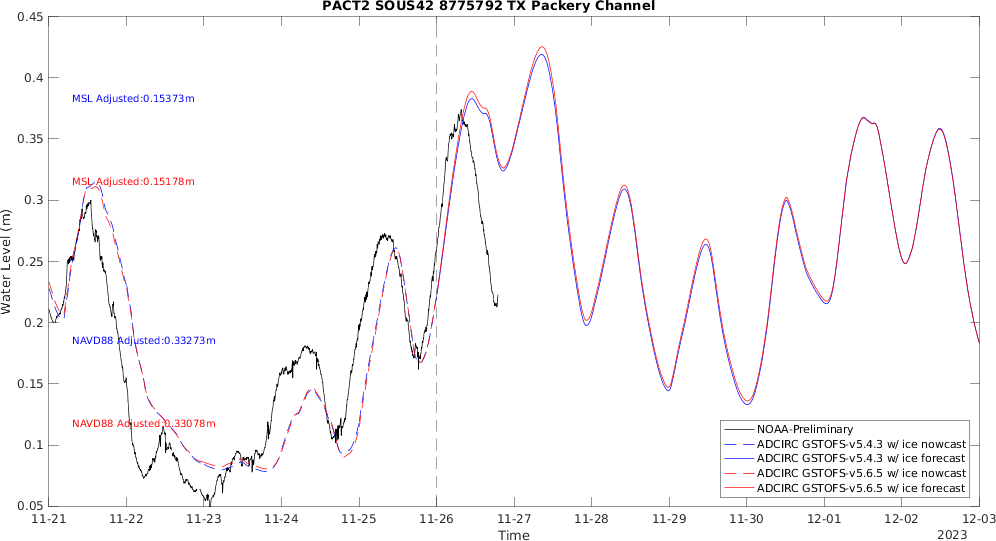 PACT2 SOUS42 8775792 TX Packery Channel
0.45
0.4
0.35
0.3
0.25
0.2
0.15
0.1
0.05
Water Level (m)
MSL Adjusted:0.15373m
MSL Adjusted:0.15178m
NAVD88 Adjusted:0.33273m
NAVD88 Adjusted:0.33078m
NOAA-Preliminary
ADCIRC GSTOFS-v5.4.3 w/ ice nowcast
ADCIRC GSTOFS-v5.4.3 w/ ice forecast
ADCIRC GSTOFS-v5.6.5 w/ ice nowcast
ADCIRC GSTOFS-v5.6.5 w/ ice forecast
11-21 11-22 11-23 11-24 11-25 11-26 11-27 11-28 11-29 11-30 12-01 12-02 12-03
Time
2023